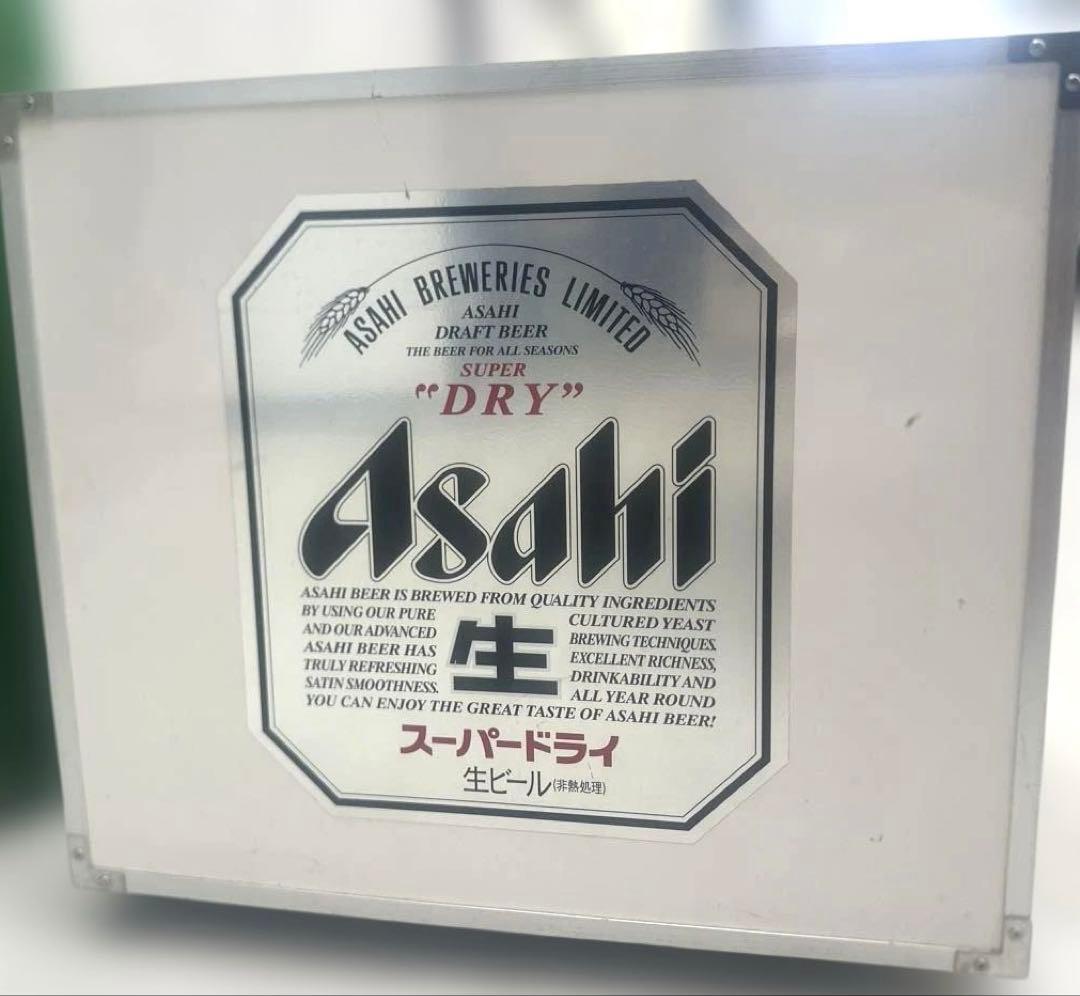 ASAHI BREWERIES LIMITED
ASAHI
DRAFT BEER
THE BEER FOR ALL SEASONS
SUPER
“DRY”
Asahi
ASAHI BEER IS BREWED FROM QUALITY INGREDIENTS
BY USING OUR PURE CULTURED YEAST
AND OUR ADVANCED BREWING TECHNIQUES.
ASAHI BEER HAS EXCELLENT RICHNESS,
TRULY REFRESHING DRINKABILITY AND
SATIN SMOOTHNESS. ALL YEAR ROUND
生
YOU CAN ENJOY THE GREAT TASTE OF ASAHI BEER!
スーパードライ
生ビール(非熱処理)